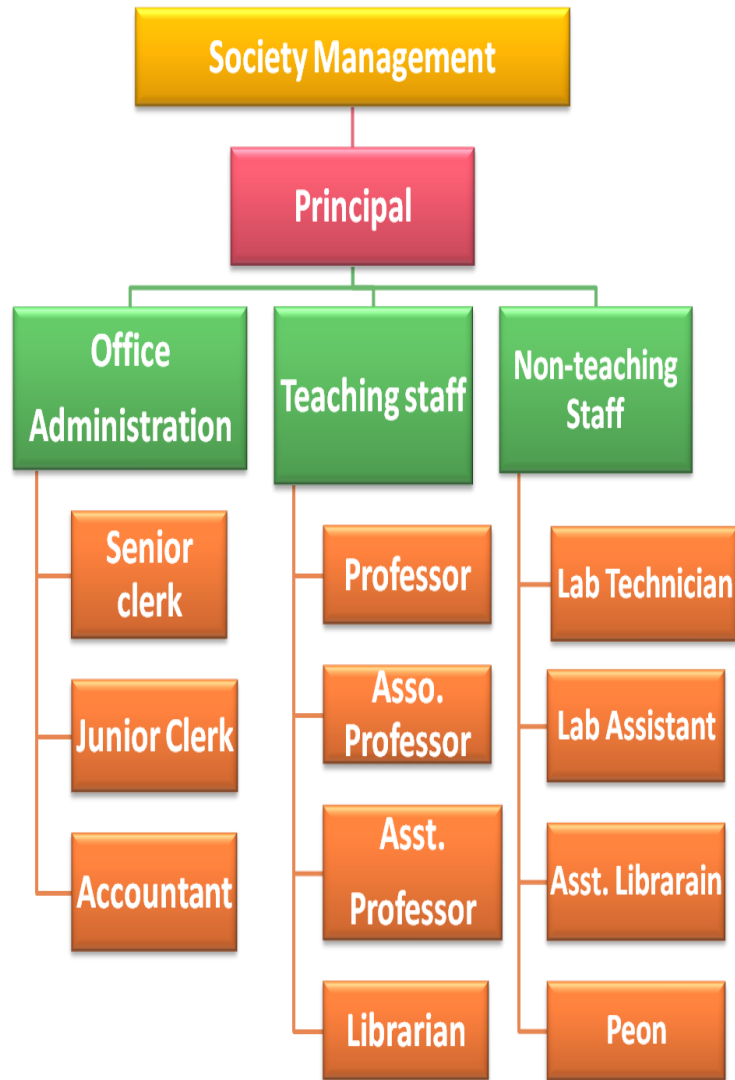 Society Management
Principal
Office
Administration
Senior
clerk
Junior Clerk
Accountant
Teaching staff
Professor
Asso.
Professor
Asst.
Professor
Librarian
Non-teaching
Staff
Lab Technician
Lab Assistant
Asst. Librarain
Peon